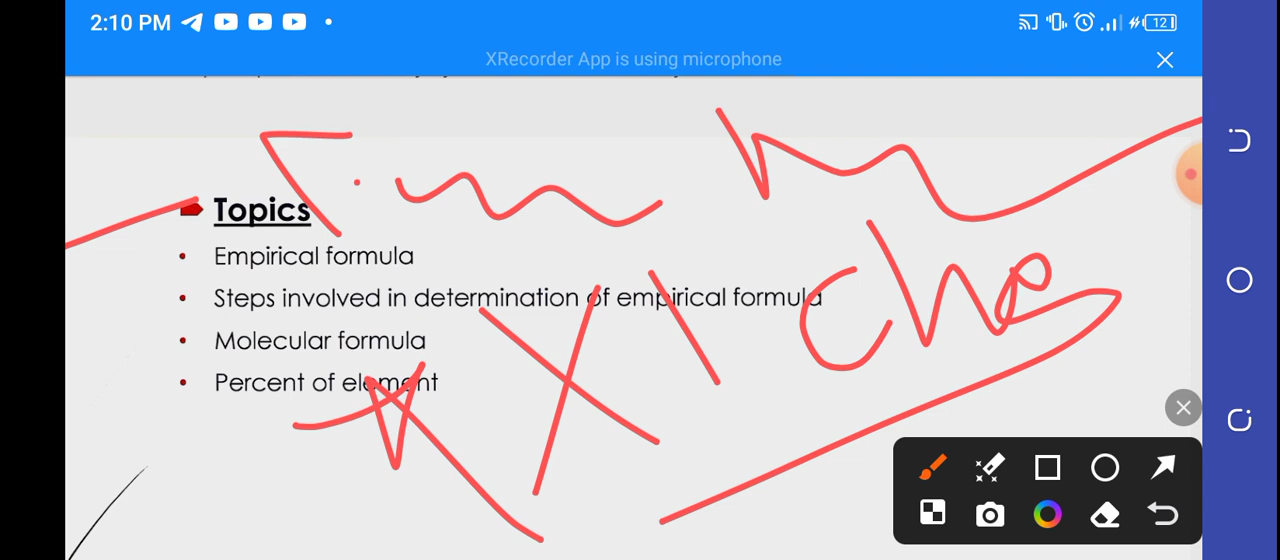 2:10 PM
12
XRecorder App is using microphone
Topics
Empirical formula
Steps involved in determination of empirical formula
Molecular formula
Percent of element
XI Che